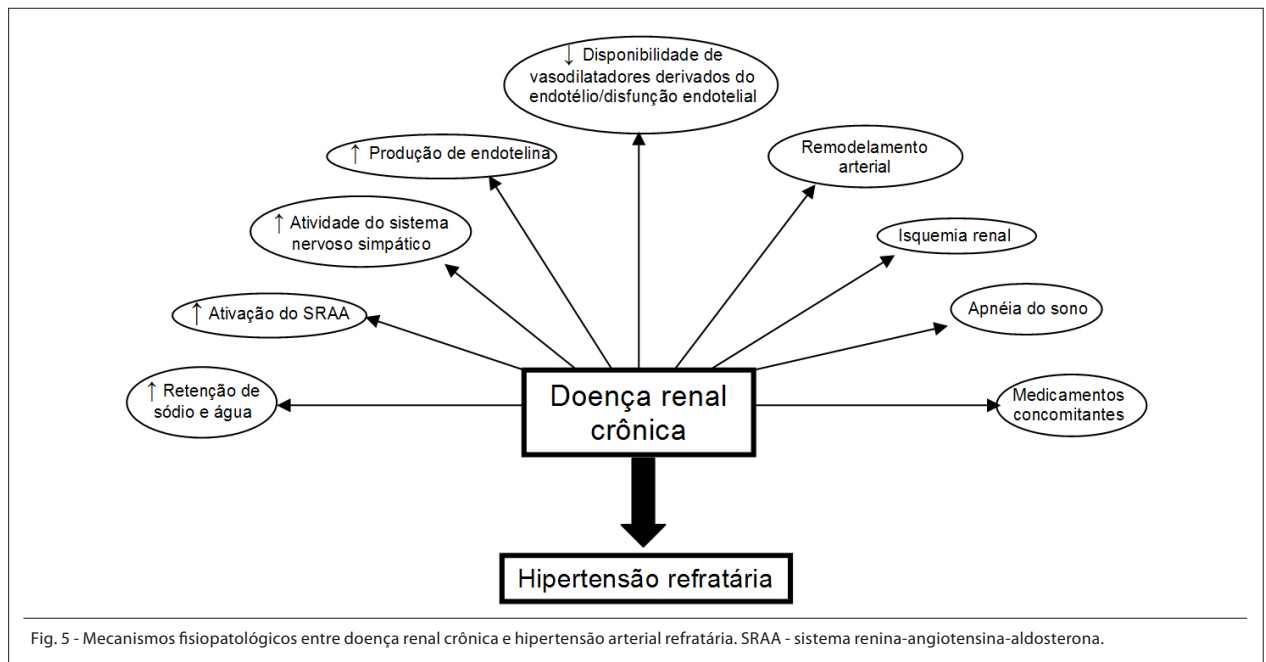 ↓ Disponibilidade de
vasodilatadores derivados do
endotélio/disfunção endotelial
↑ Produção de endotelina
Remodelamento
arterial
↑ Atividade do sistema
nervoso simpático
Isquemia renal
↑ Ativação do SRAA
Apnéia do sono
↑ Retenção de
sódio e água
Doença renal
crônica
Medicamentos
concomitantes
Hipertensão refratária
Fig. 5 - Mecanismos fisiopatológicos entre doença renal crônica e hipertensão arterial refratária. SRAA - sistema renina-angiotensina-aldosterona.